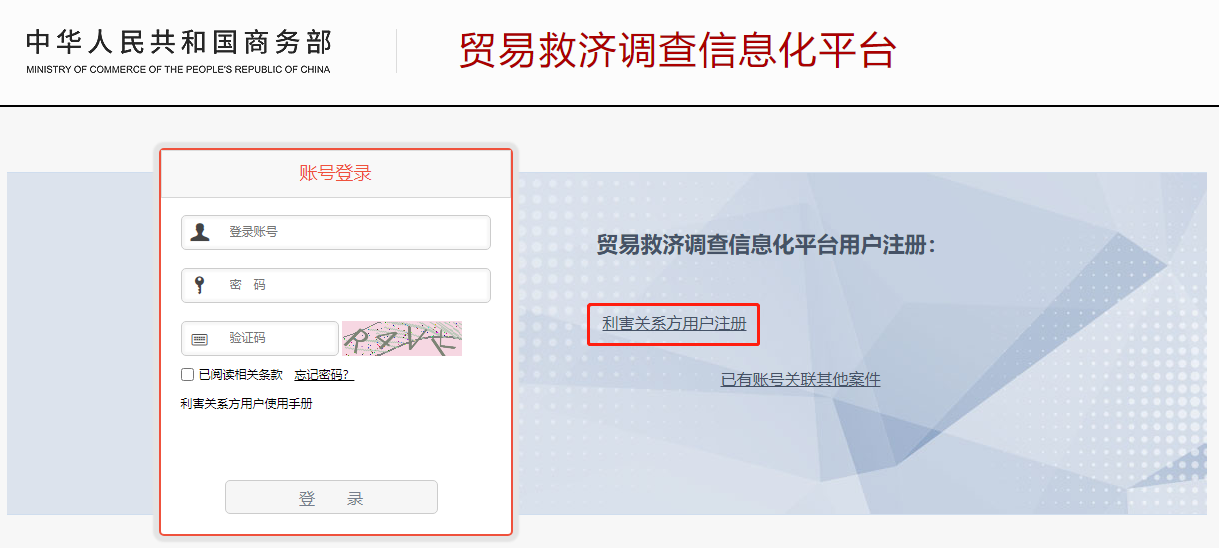 中华人民共和国商务部
MINISTRY OF COMMERCE OF THE PEOPLE'S REPUBLIC OF CHINA
贸易救济调查信息化平台
账号登录
登录账号
密 码
验证码
已阅读相关条款 忘记密码?
利害关系方用户使用手册
登 录
贸易救济调查信息化平台用户注册：
利害关系方用户注册
已有账号关联其他案件